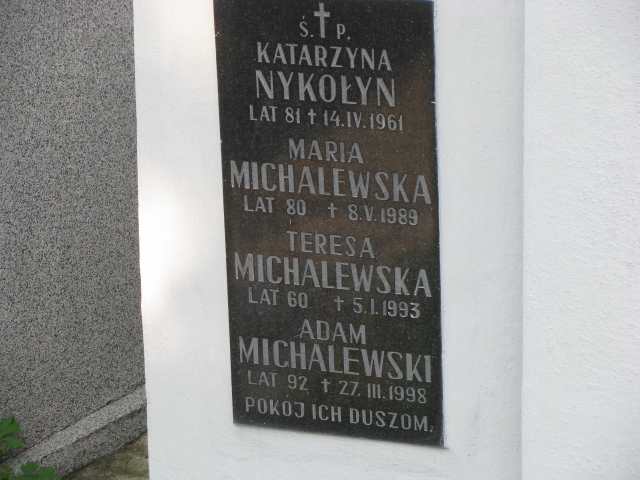 Ś. P.
KATARZYNA
NYKOŁYN
LAT 81 † 14.IV.1961
MARIA
MICHALEWSKA
LAT 80 † 8.V.1989
TERESA
MICHALEWSKA
LAT 60 † 5.I.1993
ADAM
MICHALEWSKI
LAT 92 † 27.III.1998
POKOJ ICH DUSZOM.